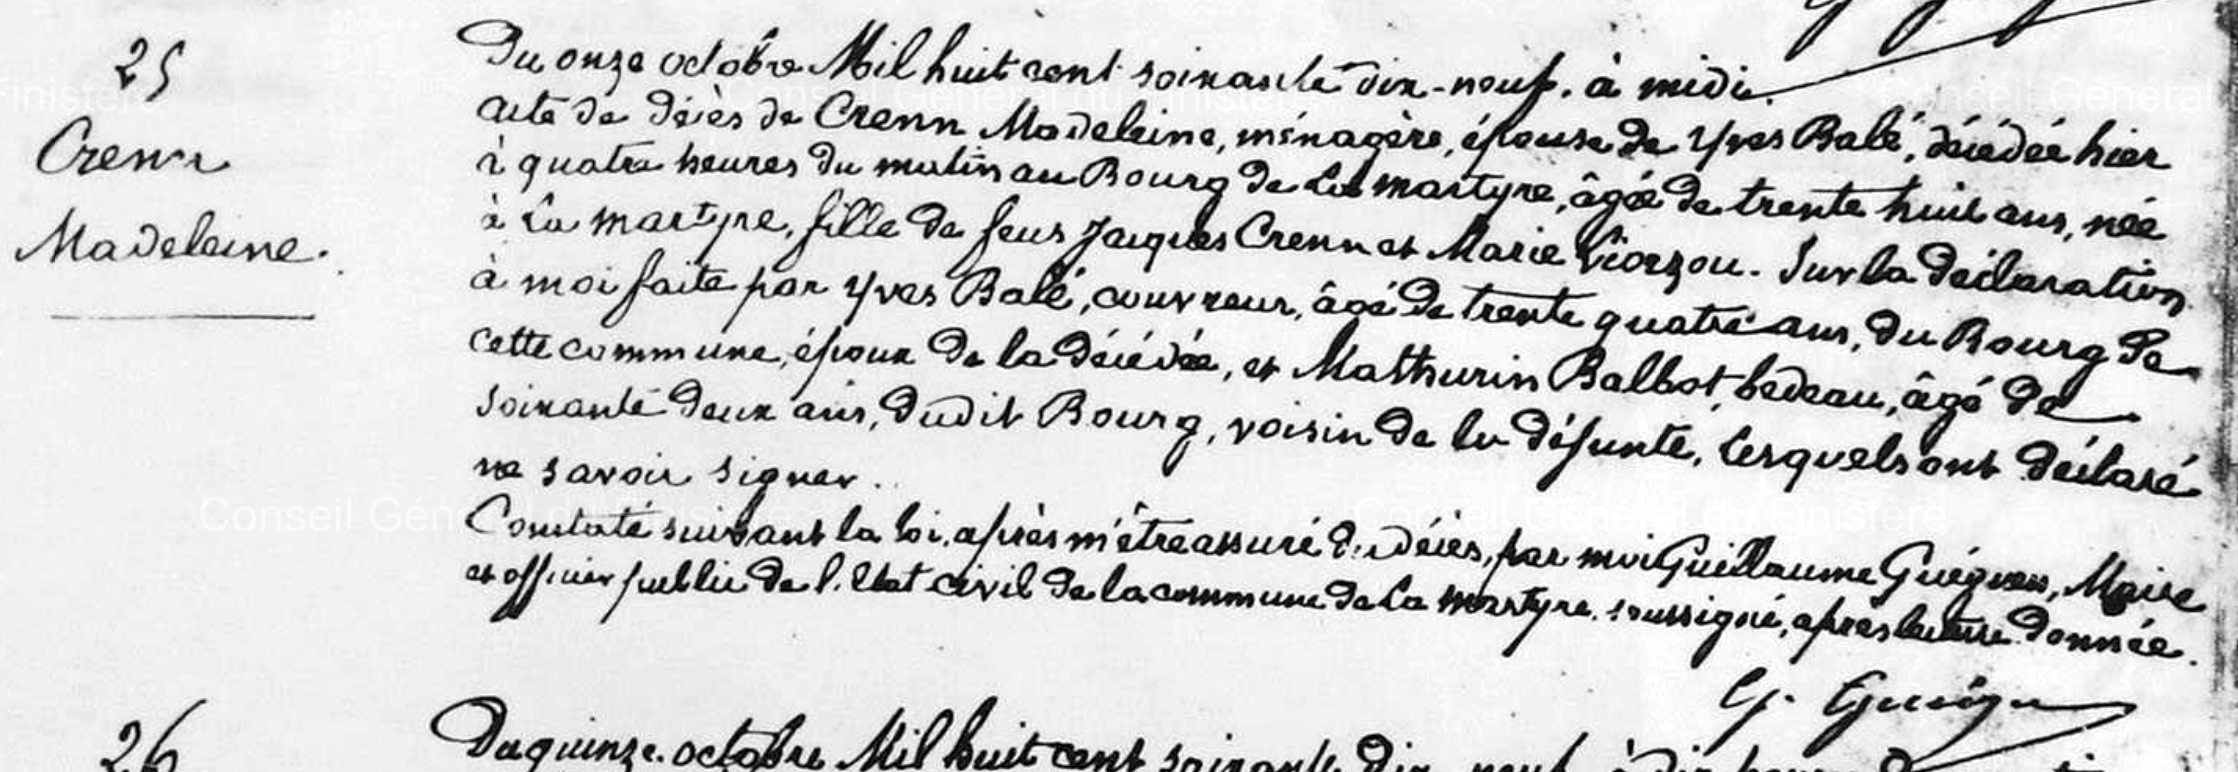 25
Crenn
Madeleine.
Du onze octobre Mil huit cent soixante dix-neuf, à midi.
acte de décès de Crenn Madeleine, ménagère, épouse de Yves Balé, décédée hier
à quatre heures du matin au Bourg de La martyre, âgée de trente huit ans, née
à La martyre, fille de feus Jacques Crenn et Marie . Sur la déclaration
à moi faite par Yves Balé, couvreur, âgé de trente quatre ans, du Bourg de
cette commune, époux de la décédée, et Mathurin Balbot, bedeau, âgé de
soixante deux ans, dudit Bourg, voisin de la défunte, lesquels ont déclaré
ne savoir signer.
Constaté suivant la loi, après m'être assuré du décès, par moi Guillaume Guéguen, Maire
et officier public de l'Etat civil de la commune de La martyre, soussigné, après lecture donnée.
G. Guéguen
26
Du quinze octobre Mil huit cent soixante dix-neuf, à dix heures
Conseil Général du Finistère